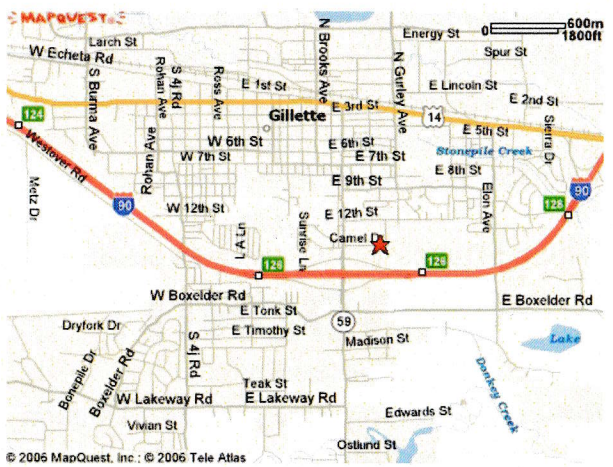 MAPQUEST
600m
1800ft
Larch St
Energy St
Spur St
W Echeta Rd
S Burma Ave
Rohan Ave
S 4j Rd
Ross Ave
E 1st St
N Brooks Ave
N Gurley Ave
E Lincoln St
E 2nd St
E 3rd St
Gillette
14
E 5th St
Sierra Dr
124
W 6th St
E 6th St
Stonepile Creek
W 7th St
E 7th St
Westover Rd
Rohan Ave
E 8th St
E 9th St
Metz Dr
90
90
Elon Ave
W 12th St
E 12th St
128
L A Ln
Sunrise Ln
Camel D
126
126
W Boxelder Rd
E Boxelder Rd
E Tonk St
59
Dryfork Dr
E Timothy St
S 4j Rd
Madison St
Lake
Bonepile Dr
Boxelder Rd
Donkey Creek
Teak St
W Lakeway Rd
E Lakeway Rd
Edwards St
Vivian St
Ostlund St
© 2006 MapQuest, Inc.; © 2006 Tele Atlas